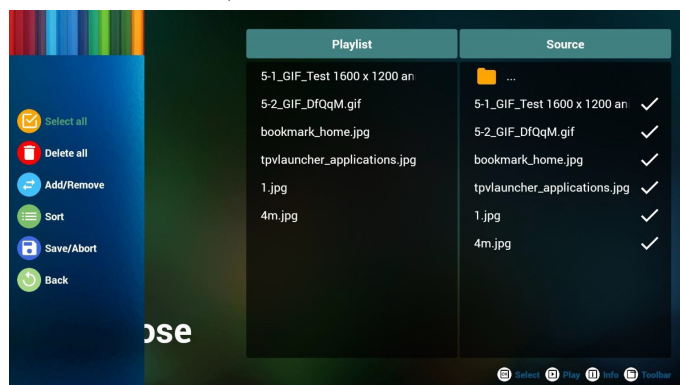 Select all
Delete all
Add/Remove
Sort
Save/Abort
Back
ose
Playlist
5-1_GIF_Test 1600 x 1200 an
5-2_GIF_DfQqM.gif
bookmark_home.jpg
tpvlauncher_applications.jpg
1.jpg
4m.jpg
Source
...
5-1_GIF_Test 1600 x 1200 an
5-2_GIF_DfQqM.gif
bookmark_home.jpg
tpvlauncher_applications.jpg
1.jpg
4m.jpg
Select Play Info Toolbar